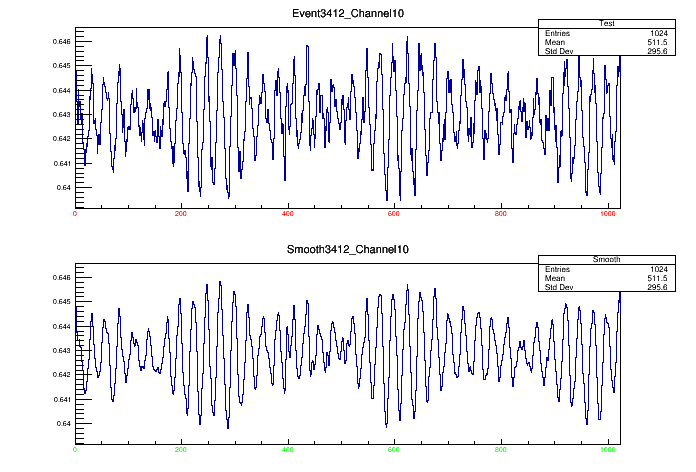 Event3412_Channel10
Test
Entries 1024
Mean 511.5
Std Dev 295.6
0.646
0.645
0.644
0.643
0.642
0.641
0.64
0 200 400 600 800 1000
Smooth3412_Channel10
Smooth
Entries 1024
Mean 511.5
Std Dev 295.6
0.646
0.645
0.644
0.643
0.642
0.641
0.64
0 200 400 600 800 1000